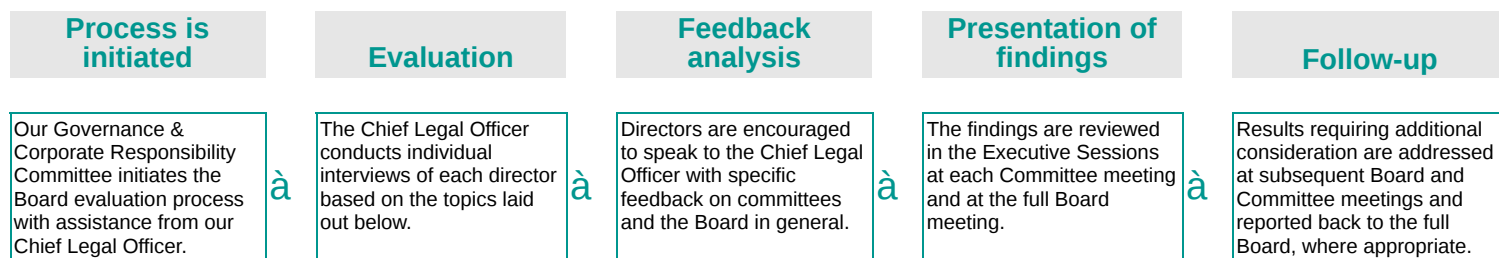 Process is
initiated
Evaluation
Feedback
analysis
Presentation of
findings
Follow-up
Our Governance &
Corporate Responsibility
Committee initiates the
Board evaluation process
with assistance from our
Chief Legal Officer.
à
The Chief Legal Officer
conducts individual
interviews of each director
based on the topics laid
out below.
à
Directors are encouraged
to speak to the Chief Legal
Officer with specific
feedback on committees
and the Board in general.
à
The findings are reviewed
in the Executive Sessions
at each Committee meeting
and at the full Board
meeting.
à
Results requiring additional
consideration are addressed
at subsequent Board and
Committee meetings and
reported back to the full
Board, where appropriate.